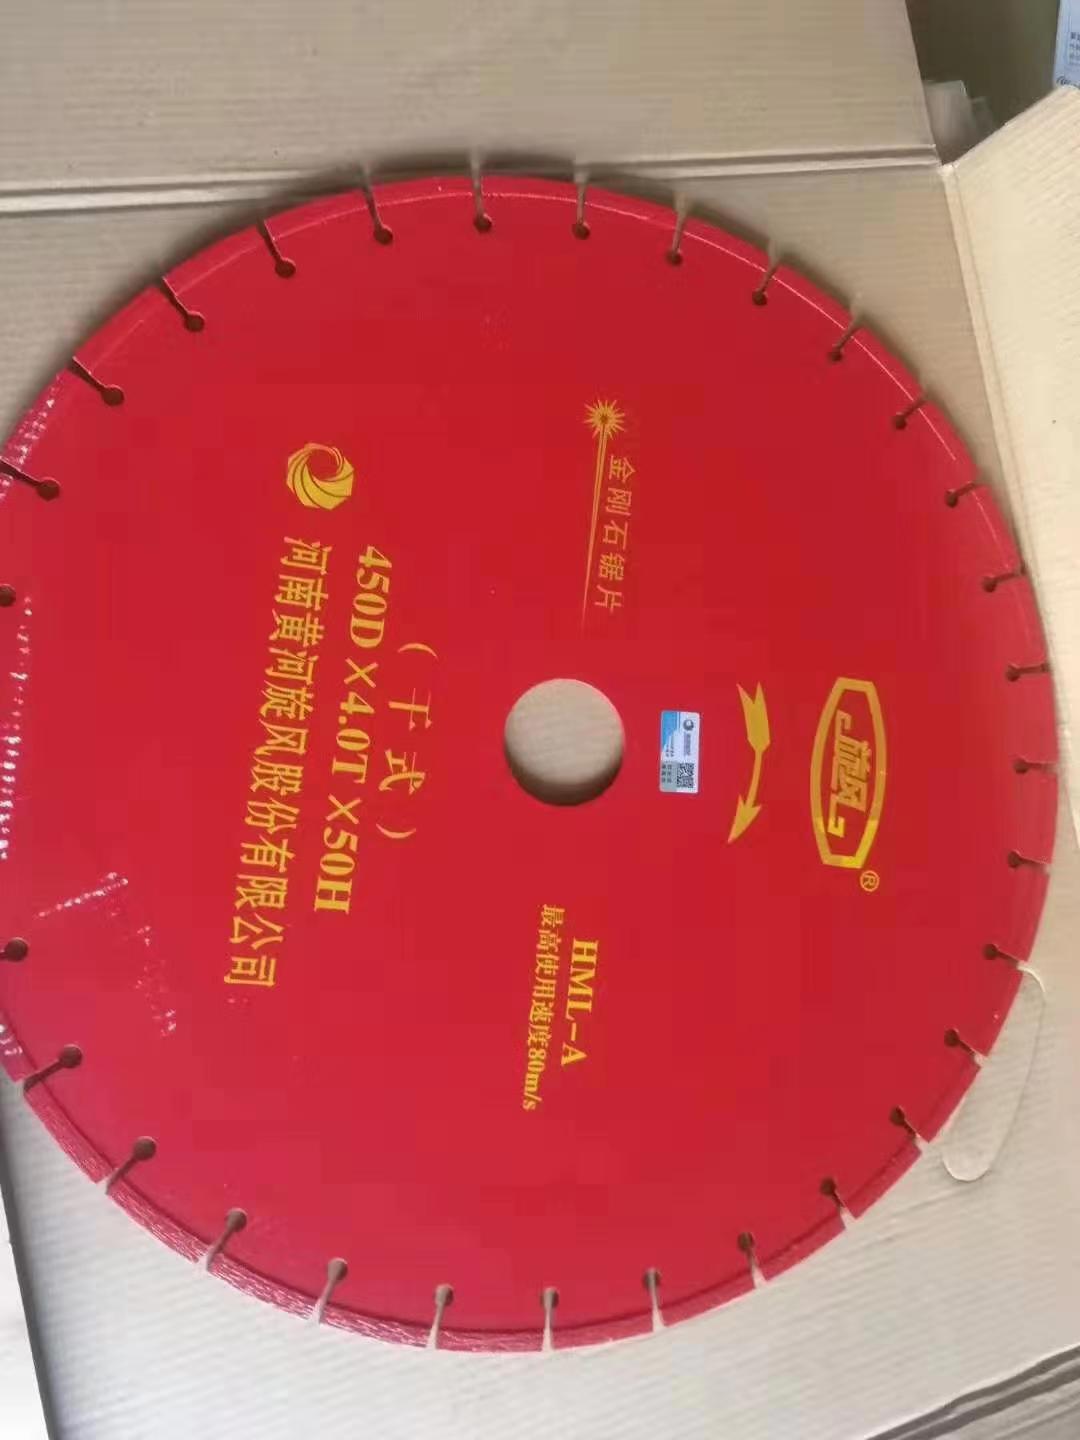 旋风®
金刚石锯片
HML-A
最高使用速度80m/s
(干式)
450D×4.0T×50H
河南黄河旋风股份有限公司